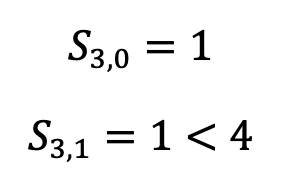 S₃,₀ = 1
S₃,₁ = 1 < 4